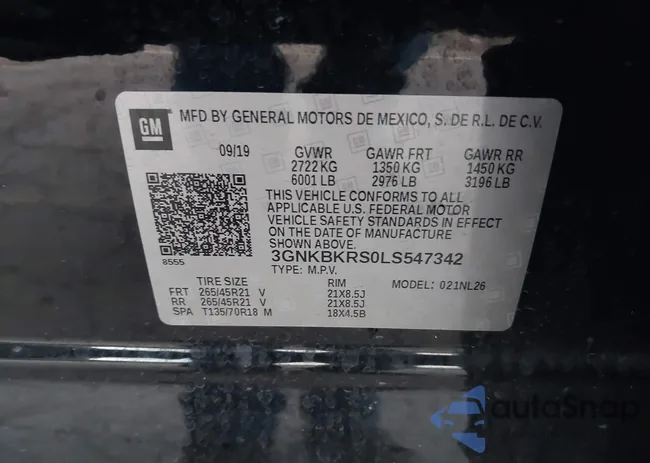 GM
MFD BY GENERAL MOTORS DE MEXICO, S. DE R.L. DE C.V.
09/19 GVWR GAWR FRT GAWR RR
2722 KG 1350 KG 1450 KG
6001 LB 2976 LB 3196 LB
THIS VEHICLE CONFORMS TO ALL
APPLICABLE U.S. FEDERAL MOTOR
VEHICLE SAFETY STANDARDS IN EFFECT
ON THE DATE OF MANUFACTURE
SHOWN ABOVE.
8555 3GNKBKRS0LS547342
TYPE: M.P.V.
TIRE SIZE RIM MODEL: 021NL26
FRT 265/45R21 V 21X8.5J
RR 265/45R21 V 21X8.5J
SPA T135/70R18 M 18X4.5B
autoSnap